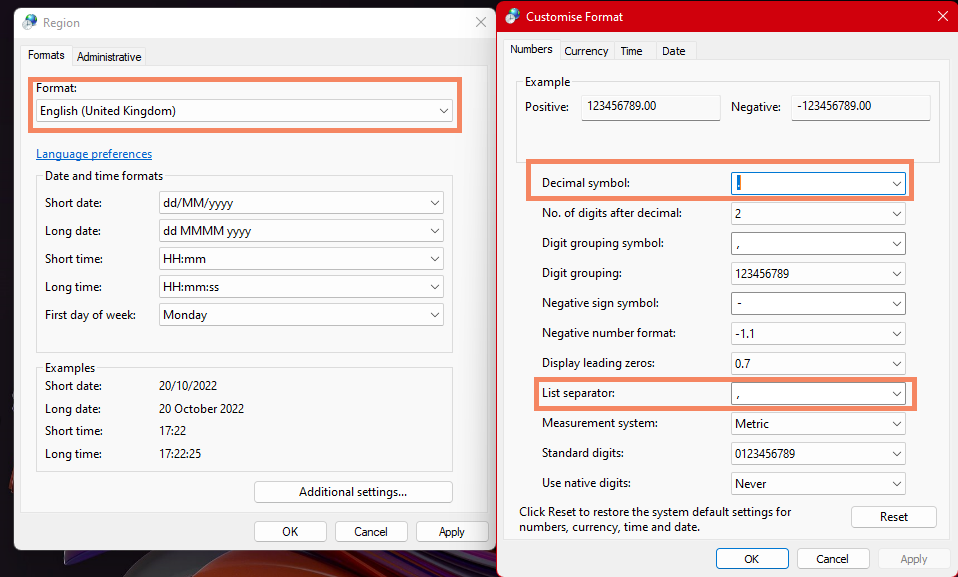 Region
Formats Administrative
Format:
English (United Kingdom)
Language preferences
Date and time formats
Short date: dd/MM/yyyy
Long date: dd MMMM yyyy
Short time: HH:mm
Long time: HH:mm:ss
First day of week: Monday
Examples
Short date: 20/10/2022
Long date: 20 October 2022
Short time: 17:22
Long time: 17:22:25
Additional settings...
OK Cancel Apply
Customise Format
Numbers Currency Time Date
Example
Positive: 123456789.00 Negative: -123456789.00
Decimal symbol: .
No. of digits after decimal: 2
Digit grouping symbol: ,
Digit grouping: 123456789
Negative sign symbol: -
Negative number format: -1.1
Display leading zeros: 0.7
List separator: ,
Measurement system: Metric
Standard digits: 0123456789
Use native digits: Never
Click Reset to restore the system default settings for
numbers, currency, time and date.
Reset
OK Cancel Apply